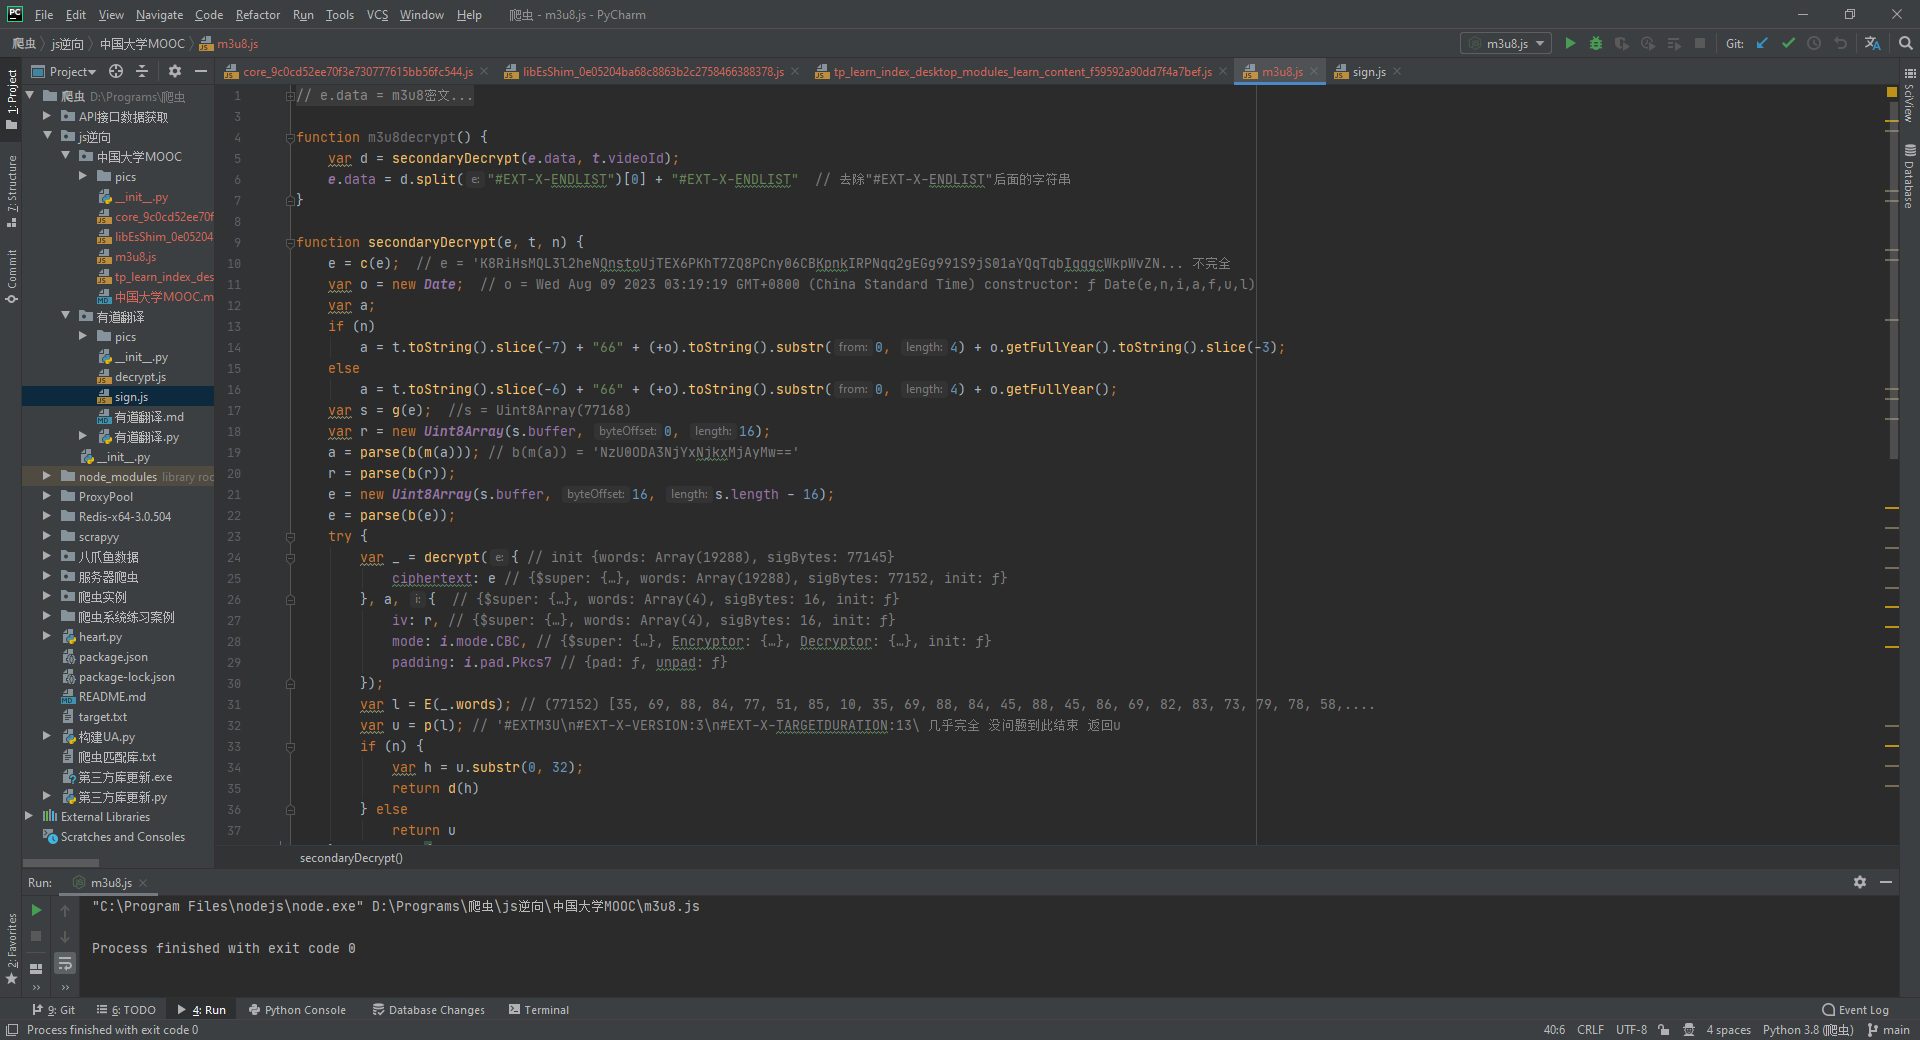 File Edit View Navigate Code Refactor Run Tools VCS Window Help 爬虫 - m3u8.js - PyCharm
爬虫 js逆向 中国大学MOOC m3u8.js
m3u8.js Git:
Project
core_9c0cd52ee70f3e730777615bb56fc544.js libEsShim_0e05204ba68c8863b2c2758466388378.js tp_learn_index_desktop_modules_learn_content_f59592a90dd7f4a7bef.js m3u8.js sign.js
1: Project
7: Structure
Commit
2: Favorites
SciView
Database
爬虫 D:\Programs\爬虫
API接口数据获取
js逆向
中国大学MOOC
pics
__init__.py
core_9c0cd52ee70f
libEsShim_0e05204
m3u8.js
tp_learn_index_des
中国大学MOOC.m
有道翻译
pics
__init__.py
decrypt.js
sign.js
有道翻译.md
有道翻译.py
__init__.py
node_modules library roo
ProxyPool
Redis-x64-3.0.504
scrapyy
八爪鱼数据
服务器爬虫
爬虫实例
爬虫系统练习案例
heart.py
package.json
package-lock.json
README.md
target.txt
构建UA.py
爬虫匹配库.txt
第三方库更新.exe
第三方库更新.py
External Libraries
Scratches and Consoles
1 // e.data = m3u8密文...
3
4 function m3u8decrypt() {
5 var d = secondaryDecrypt(e.data, t.videoId);
6 e.data = d.split( e: "#EXT-X-ENDLIST")[0] + "#EXT-X-ENDLIST" // 去除"#EXT-X-ENDLIST"后面的字符串
7 }
8
9 function secondaryDecrypt(e, t, n) {
10 e = c(e); // e = 'K8RiHsMQL3l2heNQnstoUjTEX6PKhT7ZQ8PCny06CBKpnkIRPNqq2gEGg991S9jS01aYQqTqbIqqgcWkpWvZN... 不完全
11 var o = new Date; // o = Wed Aug 09 2023 03:19:19 GMT+0800 (China Standard Time) constructor: ƒ Date(e,n,i,a,f,u,l)
12 var a;
13 if (n)
14 a = t.toString().slice(-7) + "66" + (+o).toString().substr( from: 0, length: 4) + o.getFullYear().toString().slice(-3);
15 else
16 a = t.toString().slice(-6) + "66" + (+o).toString().substr( from: 0, length: 4) + o.getFullYear();
17 var s = g(e); //s = Uint8Array(77168)
18 var r = new Uint8Array(s.buffer, byteOffset: 0, length: 16);
19 a = parse(b(m(a))); // b(m(a)) = 'NzU0ODA3NjYxNjkxMjAyMw=='
20 r = parse(b(r));
21 e = new Uint8Array(s.buffer, byteOffset: 16, length: s.length - 16);
22 e = parse(b(e));
23 try {
24 var _ = decrypt( e: { // init {words: Array(19288), sigBytes: 77145}
25 ciphertext: e // {$super: {…}, words: Array(19288), sigBytes: 77152, init: ƒ}
26 }, a, i: { // {$super: {…}, words: Array(4), sigBytes: 16, init: ƒ}
27 iv: r, // {$super: {…}, words: Array(4), sigBytes: 16, init: ƒ}
28 mode: i.mode.CBC, // {$super: {…}, Encryptor: {…}, Decryptor: {…}, init: ƒ}
29 padding: i.pad.Pkcs7 // {pad: ƒ, unpad: ƒ}
30 });
31 var l = E(_.words); // (77152) [35, 69, 88, 84, 77, 51, 85, 10, 35, 69, 88, 84, 45, 88, 45, 86, 69, 82, 83, 73, 79, 78, 58,....
32 var u = p(l); // '#EXTM3U\n#EXT-X-VERSION:3\n#EXT-X-TARGETDURATION:13\ 几乎完全 没问题到此结束 返回u
33 if (n) {
34 var h = u.substr(0, 32);
35 return d(h)
36 } else
37 return u
secondaryDecrypt()
Run: m3u8.js
"C:\Program Files\nodejs\node.exe" D:\Programs\爬虫\js逆向\中国大学MOOC\m3u8.js
Process finished with exit code 0
9: Git 6: TODO 4: Run Python Console Database Changes Terminal Event Log
Process finished with exit code 0 40:6 CRLF UTF-8 4 spaces Python 3.8 (爬虫) main